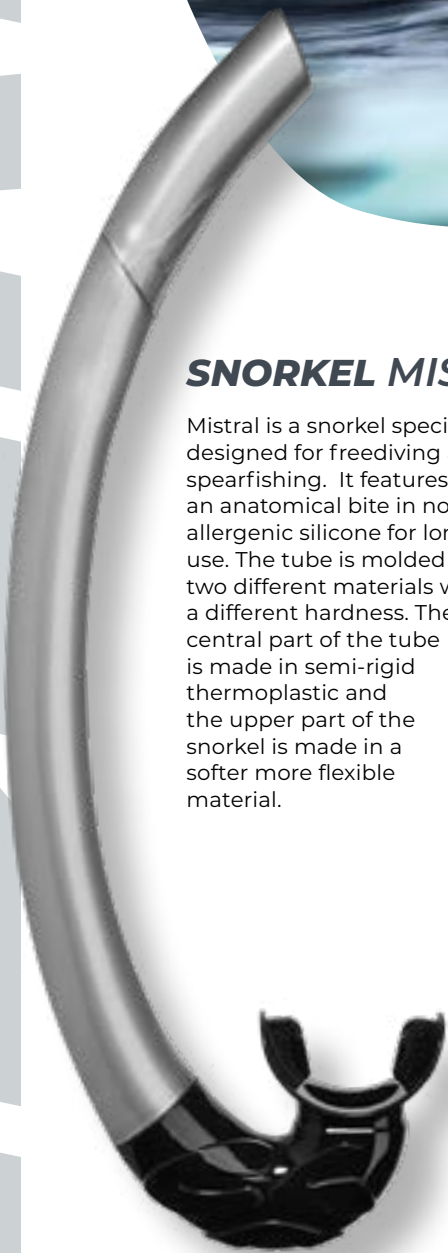 SNORKEL MIS
Mistral is a snorkel speci
designed for freediving
spearfishing. It features
an anatomical bite in no
allergenic silicone for lon
use. The tube is molded
two different materials w
a different hardness. The
central part of the tube
is made in semi-rigid
thermoplastic and
the upper part of the
snorkel is made in a
softer more flexible
material.